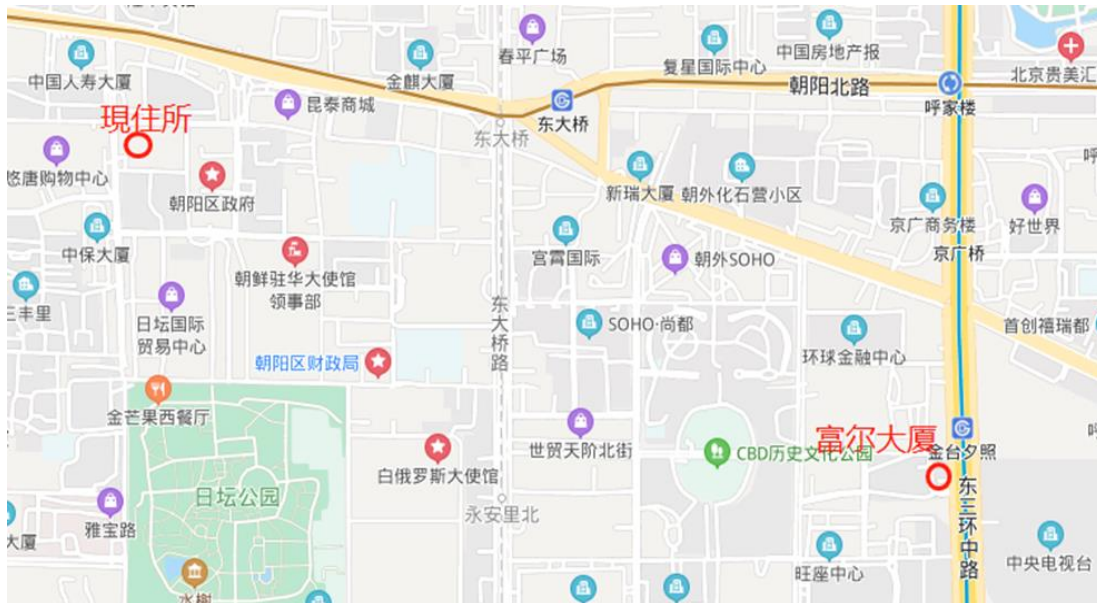 春平广场
中国房地产报
中国人寿大厦
金麒大厦
复星国际中心
北京贵美汇
朝阳北路
呼家楼
現住所
昆泰商城
东大桥
东大桥
悠唐购物中心
朝阳区政府
新瑞大厦
朝外化石营小区
京广商务楼
好世界
中保大厦
朝鲜驻华大使馆
领事部
宫霄国际
朝外SOHO
京广桥
三丰里
日坛国际
贸易中心
东大桥路
SOHO·尚都
环球金融中心
首创禧瑞都
朝阳区财政局
金芒果西餐厅
世贸天阶北街
富尔大厦
CBD历史文化公园
金台夕照
白俄罗斯大使馆
日坛公园
雅宝路
永安里北
东三环中路
大厦
水榭
旺座中心
中央电视台